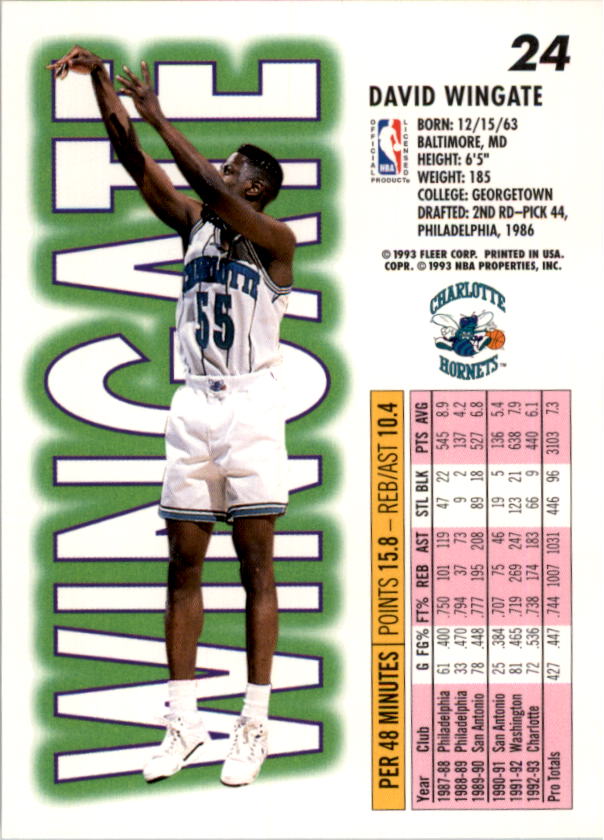 24
DAVID WINGATE
OFFICIAL LICENSED PRODUCT®
NBA
BORN: 12/15/63
BALTIMORE, MD
HEIGHT: 6'5"
WEIGHT: 185
COLLEGE: GEORGETOWN
DRAFTED: 2ND RD–PICK 44,
PHILADELPHIA, 1986
© 1993 FLEER CORP. PRINTED IN USA.
COPR. © 1993 NBA PROPERTIES, INC.
CHARLOTTE
HORNETS™
WINGATE
CHARLOTTE
55
PER 48 MINUTES POINTS 15.8 – REB/AST 10.4
Year Club G FG% FT% REB AST STL BLK PTS AVG
1987-88 Philadelphia 61 .400 .750 101 119 47 22 545 8.9
1988-89 Philadelphia 33 .470 .794 37 73 9 2 137 4.2
1989-90 San Antonio 78 .448 .777 195 208 89 18 527 6.8
1990-91 San Antonio 25 .384 .707 75 46 19 5 136 5.4
1991-92 Washington 81 .465 .719 269 247 123 21 638 7.9
1992-93 Charlotte 72 .536 .738 174 183 66 9 440 6.1
Pro Totals 427 .447 .744 1007 1031 446 96 3103 7.3